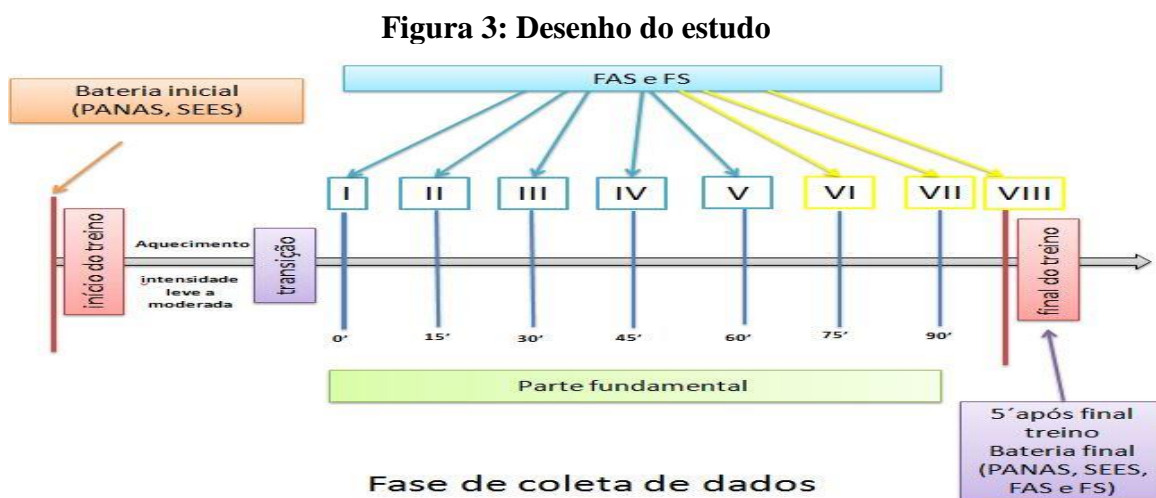 Figura 3: Desenho do estudo
Bateria inicial
(PANAS, SEES)
FAS e FS
I
II
III
IV
V
VI
VII
VIII
início do treino
Aquecimento
intensidade
leve a
moderada
transição
final do treino
0’
15’
30’
45’
60’
75’
90’
Parte fundamental
5´após final
treino
Bateria final
(PANAS, SEES,
FAS e FS)
Fase de coleta de dados